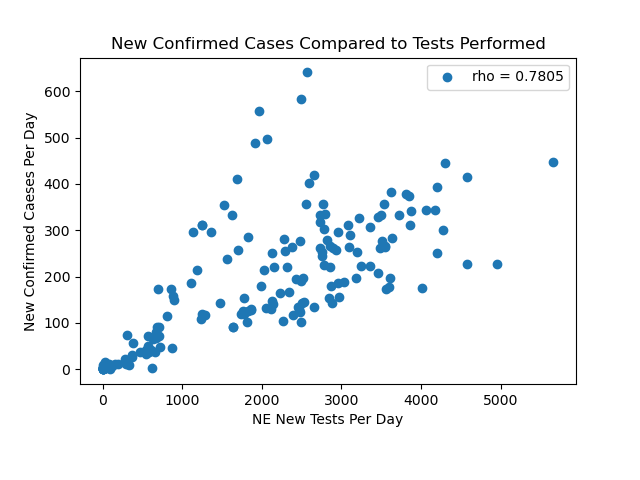 New Confirmed Cases Compared to Tests Performed
rho = 0.7805
New Confirmed Caeses Per Day
600
500
400
300
200
100
0
0 1000 2000 3000 4000 5000
NE New Tests Per Day